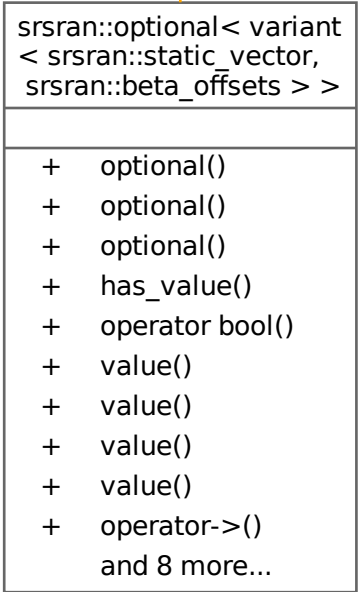 srsran::optional< variant
< srsran::static_vector,
srsran::beta_offsets > >
+ optional()
+ optional()
+ optional()
+ has_value()
+ operator bool()
+ value()
+ value()
+ value()
+ value()
+ operator->()
and 8 more...